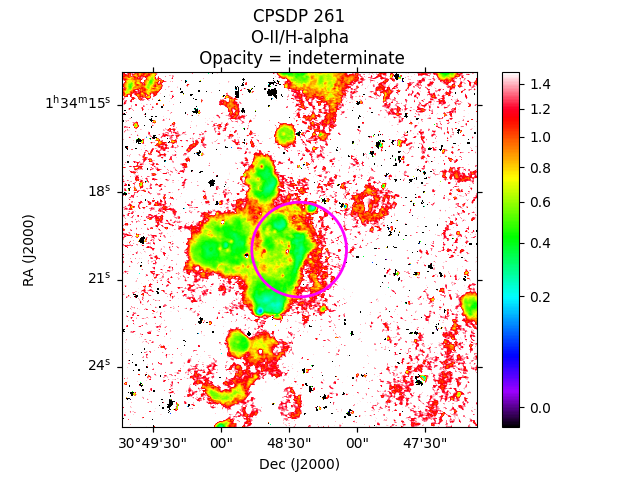 CPSDP 261
O-II/H-alpha
Opacity = indeterminate
1ʰ34ᵐ15ˢ
18ˢ
21ˢ
24ˢ
RA (J2000)
30°49'30" 00" 48'30" 00" 47'30"
Dec (J2000)
1.4
1.2
1.0
0.8
0.6
0.4
0.2
0.0